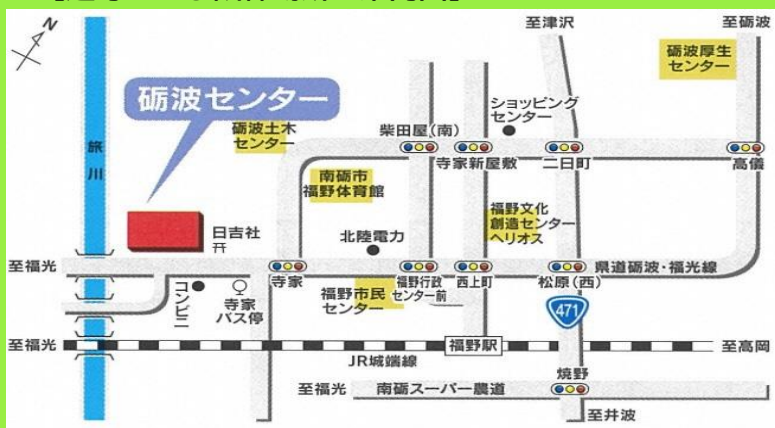 N
至津沢
至砺波
砺波厚生
センター
砺波センター
ショッピング
センター
柴田屋(南)
砺波土木
センター
旅川
寺家新屋敷
二日町
高儀
南砺市
福野体育館
福野文化
創造センター
ヘリオス
日吉社
北陸電力
至福光
県道砺波・福光線
寺家
福野行政
センター前
西上町
松原(西)
コンビニ
寺家
バス停
福野市民
センター
471
至福光
福野駅
至高岡
JR城端線
焼野
至福光
南砺スーパー農道
至井波